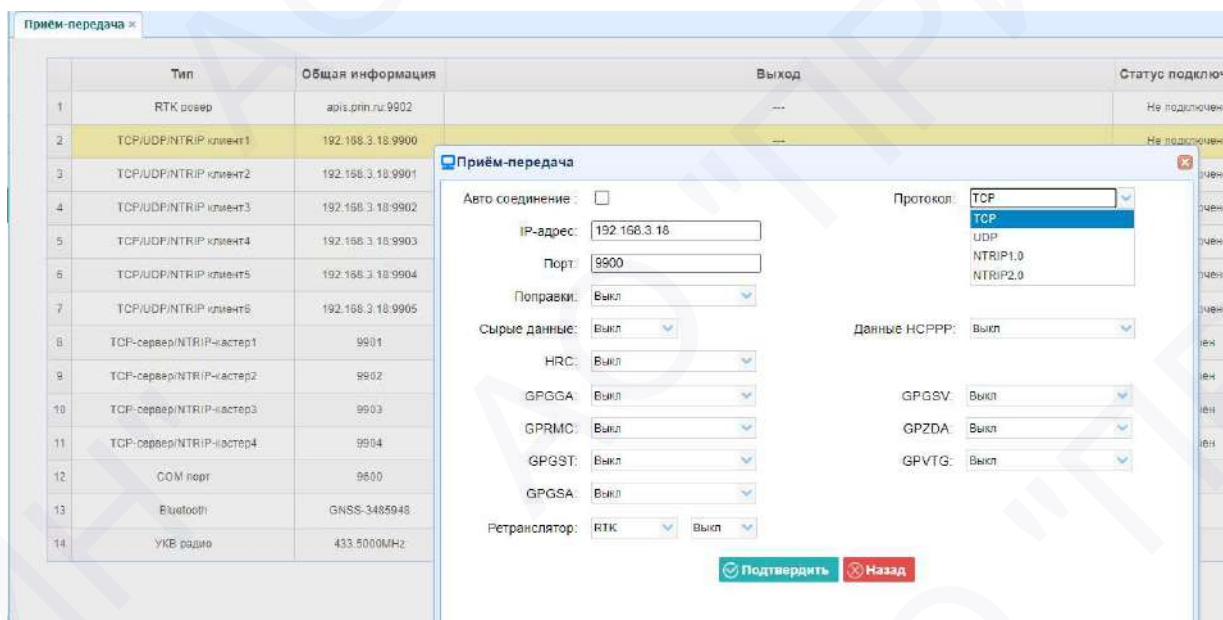 Приём-передача ×
Тип Общая информация Выход Статус подключ
1 RTK ровер apis.prin.ru:9902 --- Не подключен
2 TCP/UDP/NTRIP клиент1 192.168.3.18:9900 --- Не подключен
3 TCP/UDP/NTRIP клиент2 192.168.3.18:9901
4 TCP/UDP/NTRIP клиент3 192.168.3.18:9902
5 TCP/UDP/NTRIP клиент4 192.168.3.18:9903
6 TCP/UDP/NTRIP клиент5 192.168.3.18:9904
7 TCP/UDP/NTRIP клиент6 192.168.3.18:9905
8 TCP-сервер/NTRIP-кастер1 9901
9 TCP-сервер/NTRIP-кастер2 9902
10 TCP-сервер/NTRIP-кастер3 9903
11 TCP-сервер/NTRIP-кастер4 9904
12 COM порт 9600
13 Bluetooth GNSS-3485948
14 УКВ радио 433.5000MHz
Приём-передача
Авто соединение : Протокол: TCP
TCP
UDP
NTRIP1.0
NTRIP2.0
IP-адрес: 192.168.3.18
Порт: 9900
Поправки: Выкл
Сырые данные: Выкл Данные HCPPP: Выкл
HRC: Выкл
GPGGA: Выкл GPGSV: Выкл
GPRMC: Выкл GPZDA: Выкл
GPGST: Выкл GPVTG: Выкл
GPGSA: Выкл
Ретранслятор: RTK Выкл
Подтвердить Назад